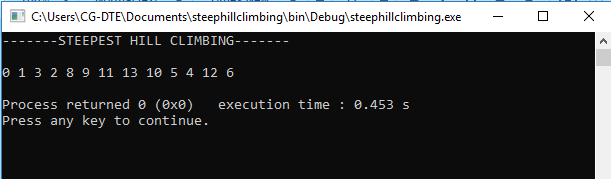 C:\Users\CG-DTE\Documents\steephillclimbing\bin\Debug\steephillclimbing.exe
-------STEEPEST HILL CLIMBING-------
0 1 3 2 8 9 11 13 10 5 4 12 6
Process returned 0 (0x0)   execution time : 0.453 s
Press any key to continue.